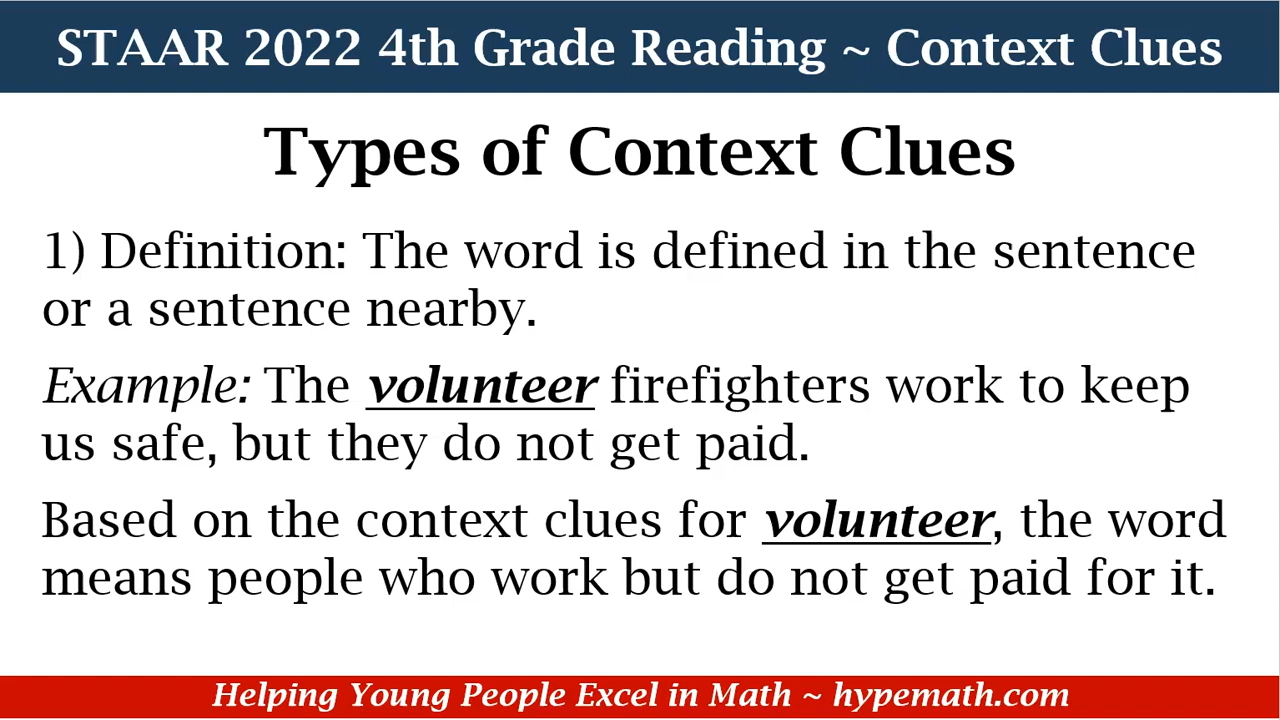 STAAR 2022 4th Grade Reading ~ Context Clues
Types of Context Clues
1) Definition: The word is defined in the sentence
or a sentence nearby.
Example: The volunteer firefighters work to keep
us safe, but they do not get paid.
Based on the context clues for volunteer, the word
means people who work but do not get paid for it.
Helping Young People Excel in Math ~ hypemath.com